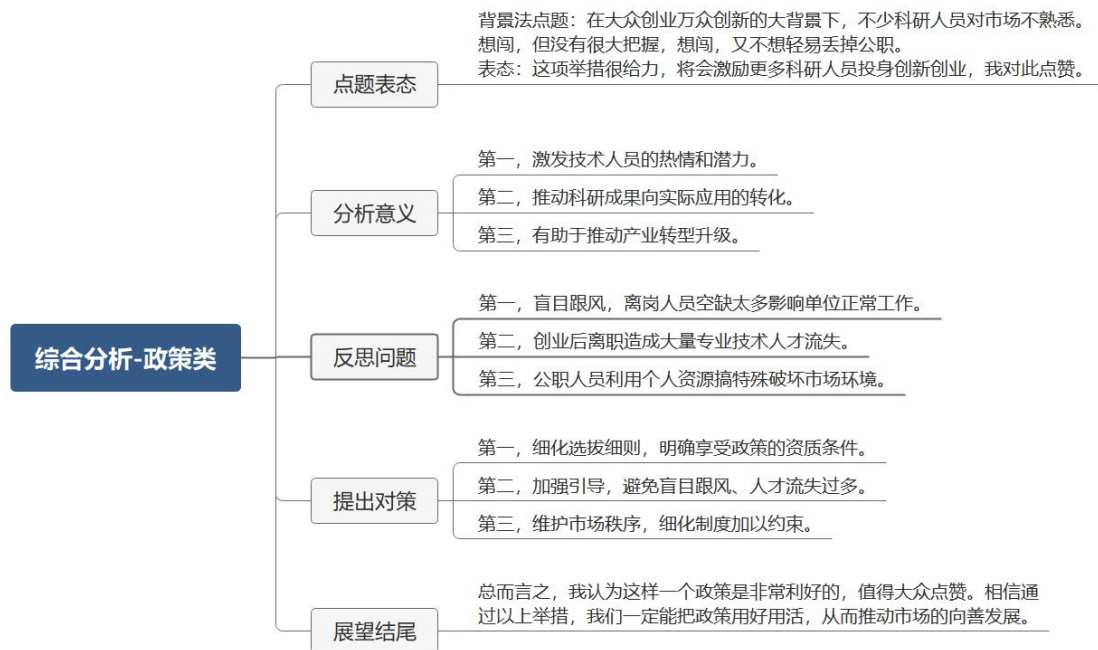 综合分析-政策类
点题表态
背景法点题：在大众创业万众创新的大背景下，不少科研人员对市场不熟悉。
想闯，但没有很大把握，想闯，又不想轻易丢掉公职。
表态：这项举措很给力，将会激励更多科研人员投身创新创业，我对此点赞。
分析意义
第一，激发技术人员的热情和潜力。
第二，推动科研成果向实际应用的转化。
第三，有助于推动产业转型升级。
反思问题
第一，盲目跟风，离岗人员空缺太多影响单位正常工作。
第二，创业后离职造成大量专业技术人才流失。
第三，公职人员利用个人资源搞特殊破坏市场环境。
提出对策
第一，细化选拔细则，明确享受政策的资质条件。
第二，加强引导，避免盲目跟风、人才流失过多。
第三，维护市场秩序，细化制度加以约束。
展望结尾
总而言之，我认为这样一个政策是非常利好的，值得大众点赞。相信通
过以上举措，我们一定能把政策用好用活，从而推动市场的向善发展。